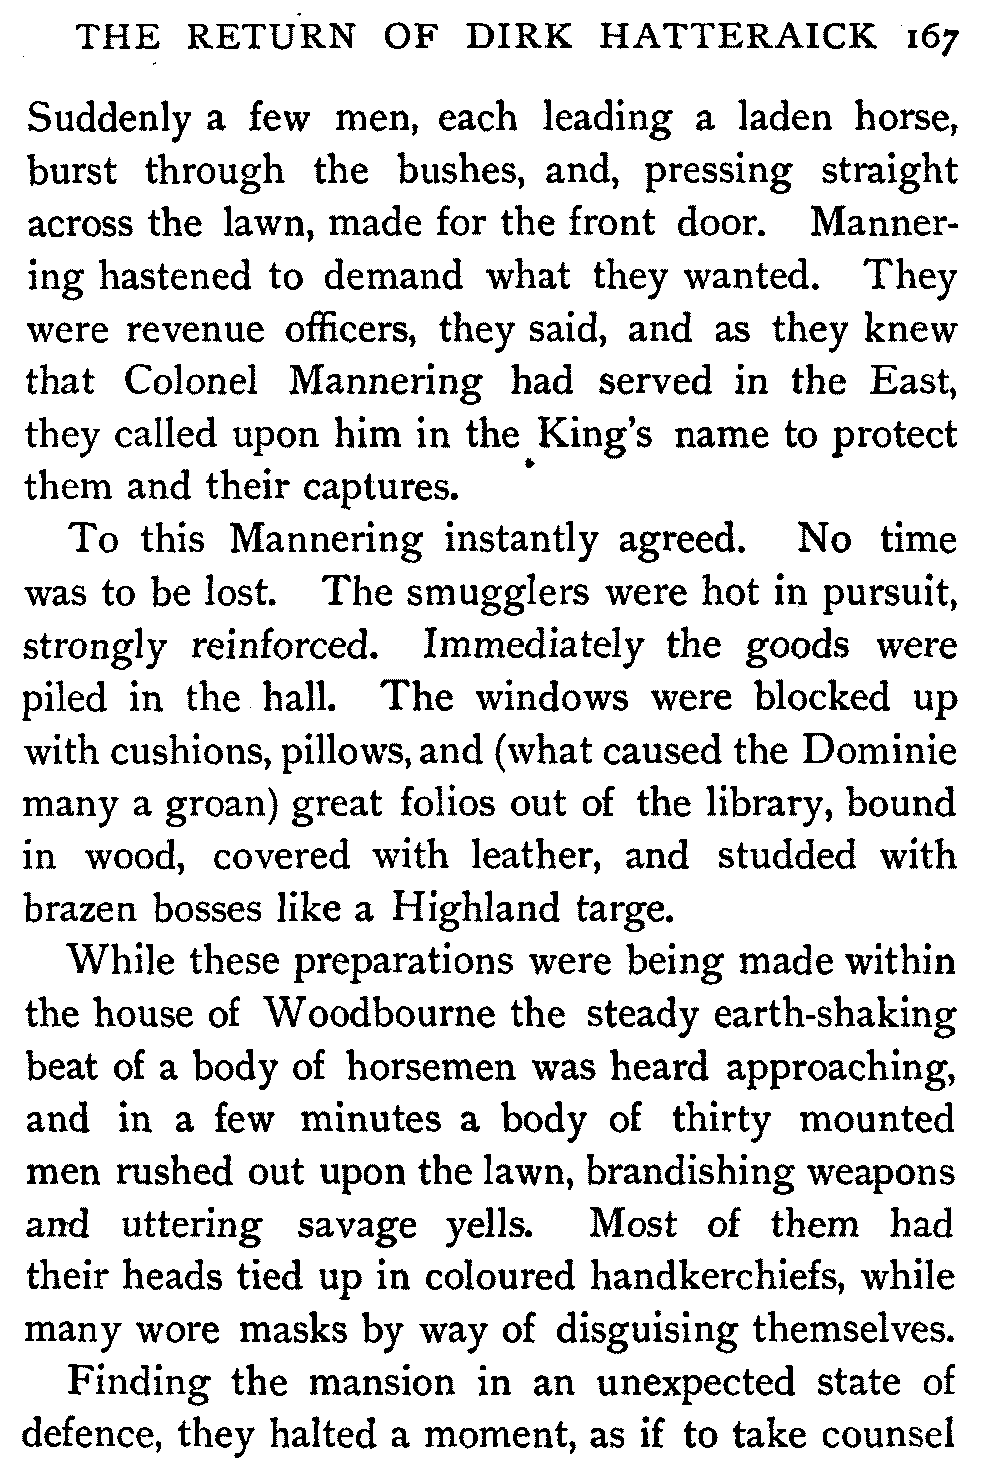 THE RETURN OF DIRK HATTERAICK 167
Suddenly a few men, each leading a laden horse,
burst through the bushes, and, pressing straight
across the lawn, made for the front door. Manner-
ing hastened to demand what they wanted. They
were revenue officers, they said, and as they knew
that Colonel Mannering had served in the East,
they called upon him in the King's name to protect
them and their captures.
To this Mannering instantly agreed. No time
was to be lost. The smugglers were hot in pursuit,
strongly reinforced. Immediately the goods were
piled in the hall. The windows were blocked up
with cushions, pillows, and (what caused the Dominie
many a groan) great folios out of the library, bound
in wood, covered with leather, and studded with
brazen bosses like a Highland targe.
While these preparations were being made within
the house of Woodbourne the steady earth-shaking
beat of a body of horsemen was heard approaching,
and in a few minutes a body of thirty mounted
men rushed out upon the lawn, brandishing weapons
and uttering savage yells. Most of them had
their heads tied up in coloured handkerchiefs, while
many wore masks by way of disguising themselves.
Finding the mansion in an unexpected state of
defence, they halted a moment, as if to take counsel